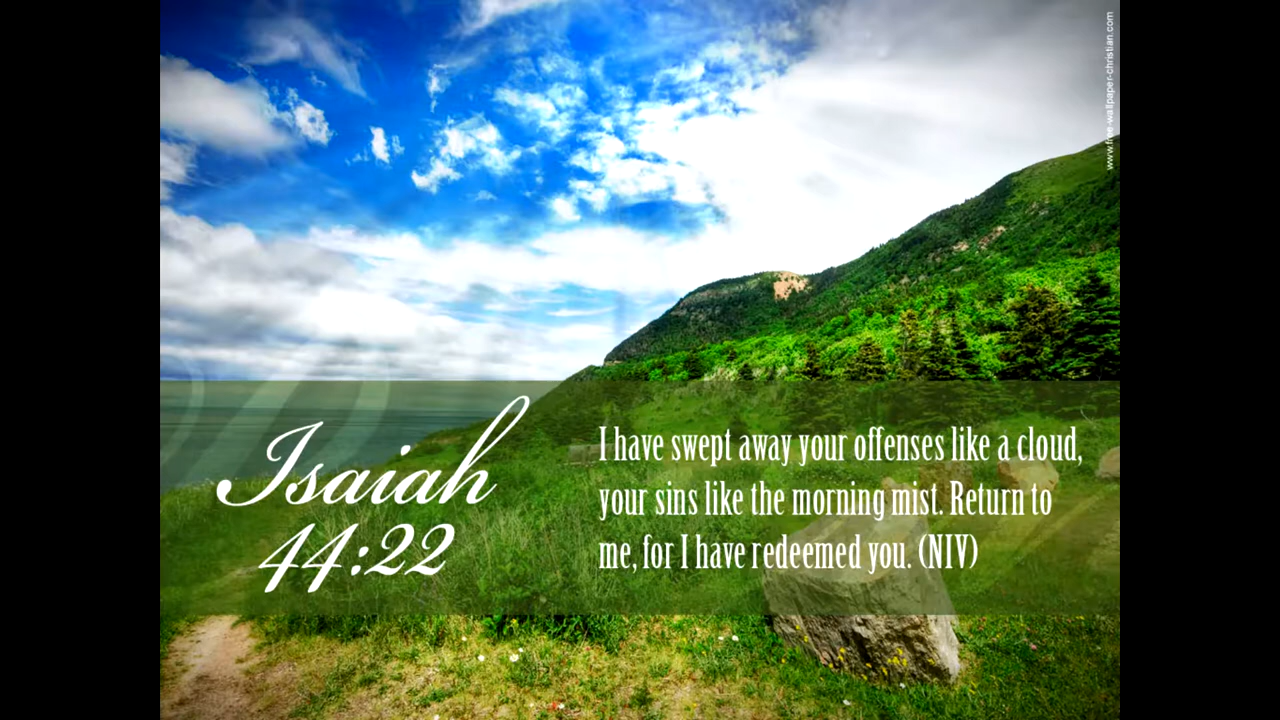 www.free-wallpaper-christian.com
Isaiah
44:22
I have swept away your offenses like a cloud,
your sins like the morning mist. Return to
me, for I have redeemed you. (NIV)